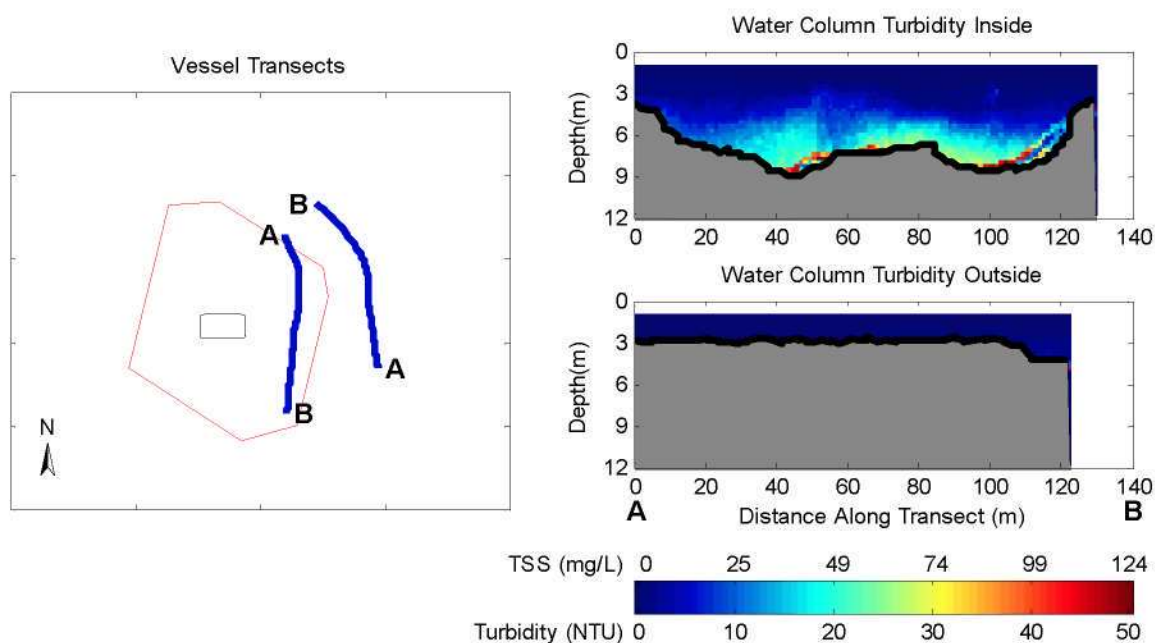 Vessel Transects
B
A
A
B
N
Water Column Turbidity Inside
0
3
6
9
12
Depth(m)
0 20 40 60 80 100 120 140
Water Column Turbidity Outside
0
3
6
9
12
Depth(m)
0 20 40 60 80 100 120 140
A Distance Along Transect (m) B
TSS (mg/L) 0 25 49 74 99 124
Turbidity (NTU) 0 10 20 30 40 50